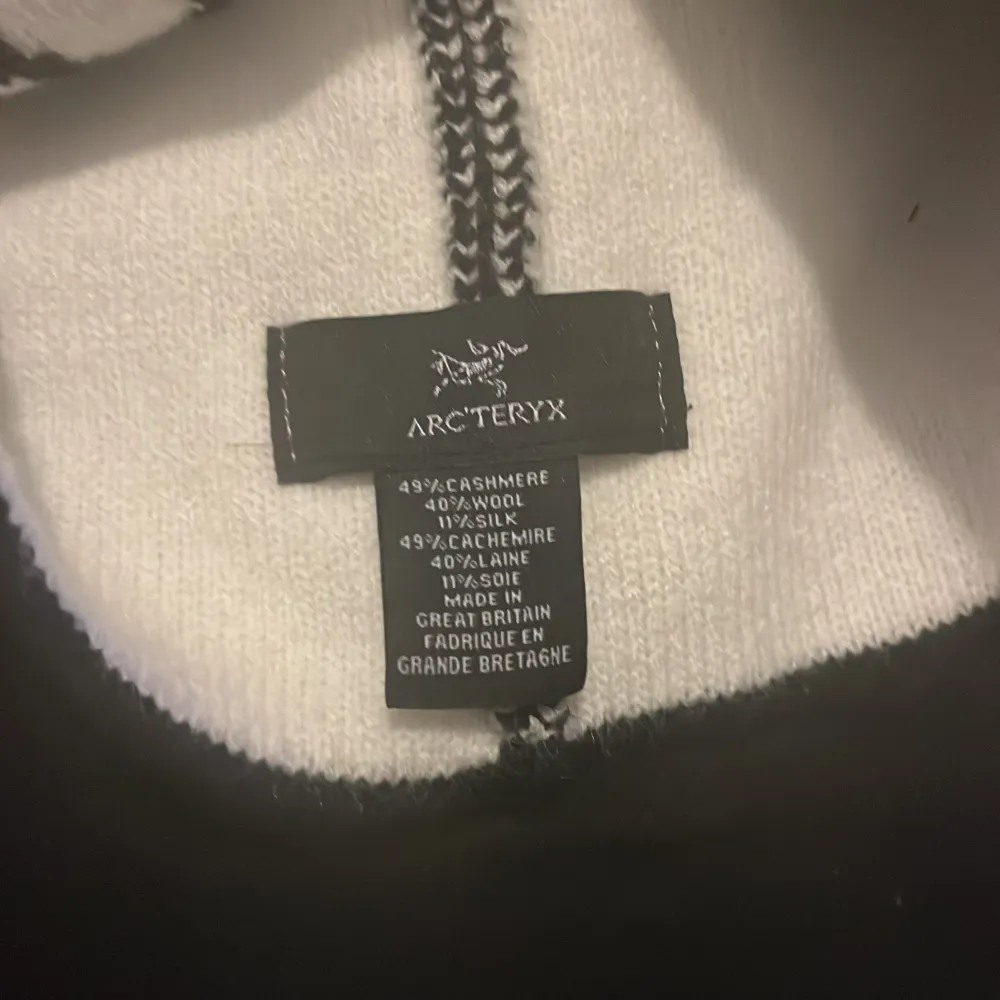 ARC'TERYX
49%CASHMERE
40%WOOL
11%SILK
49%CACHEMIRE
40%LAINE
11%SOIE
MADE IN
GREAT BRITAIN
FABRIQUE EN
GRANDE BRETAGNE